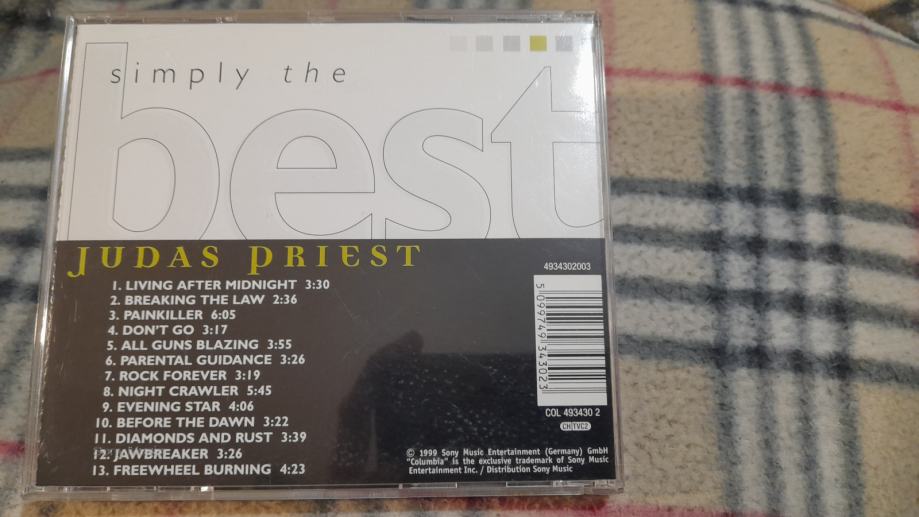 simply the
best
JUDAS PRIEST
1. LIVING AFTER MIDNIGHT 3:30
2. BREAKING THE LAW 2:36
3. PAINKILLER 6:05
4. DON'T GO 3:17
5. ALL GUNS BLAZING 3:55
6. PARENTAL GUIDANCE 3:26
7. ROCK FOREVER 3:19
8. NIGHT CRAWLER 5:45
9. EVENING STAR 4:06
10. BEFORE THE DAWN 3:22
11. DIAMONDS AND RUST 3:39
12. JAWBREAKER 3:26
13. FREEWHEEL BURNING 4:23
4934302003
5 099749 343023
COL 493430 2
CH TVC2
© 1999 Sony Music Entertainment (Germany) GmbH
"Columbia" is the exclusive trademark of Sony Music
Entertainment Inc. / Distribution Sony Music